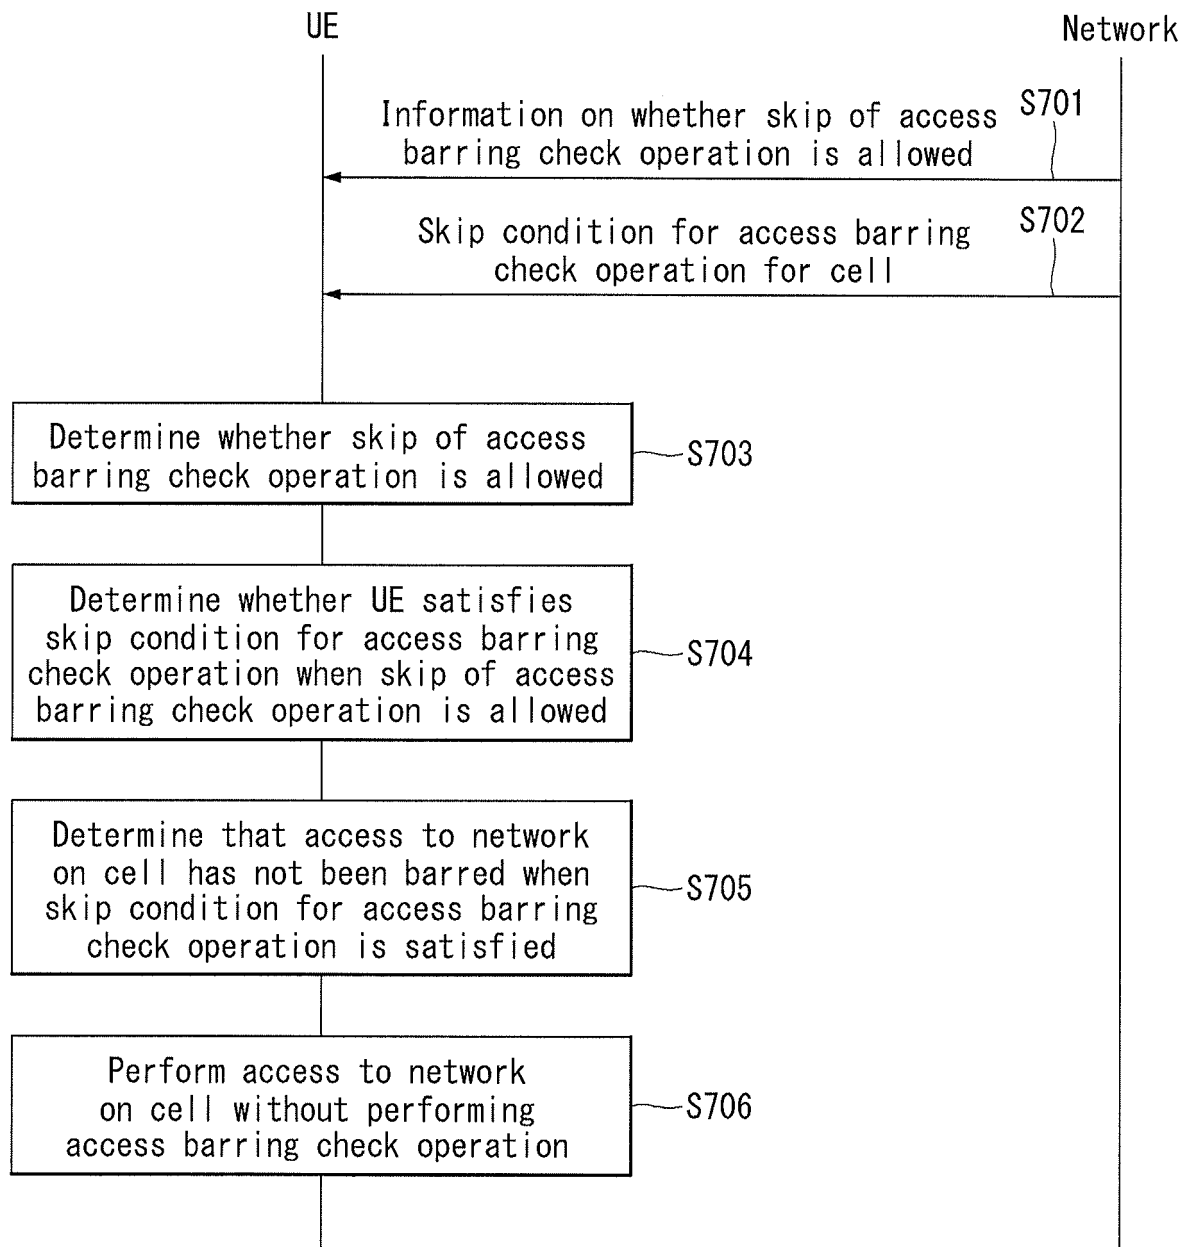 UE
Network
Information on whether skip of access
barring check operation is allowed
S701
Skip condition for access barring
check operation for cell
S702
Determine whether skip of access
barring check operation is allowed
S703
Determine whether UE satisfies
skip condition for access barring
check operation when skip of access
barring check operation is allowed
S704
Determine that access to network
on cell has not been barred when
skip condition for access barring
check operation is satisfied
S705
Perform access to network
on cell without performing
access barring check operation
S706